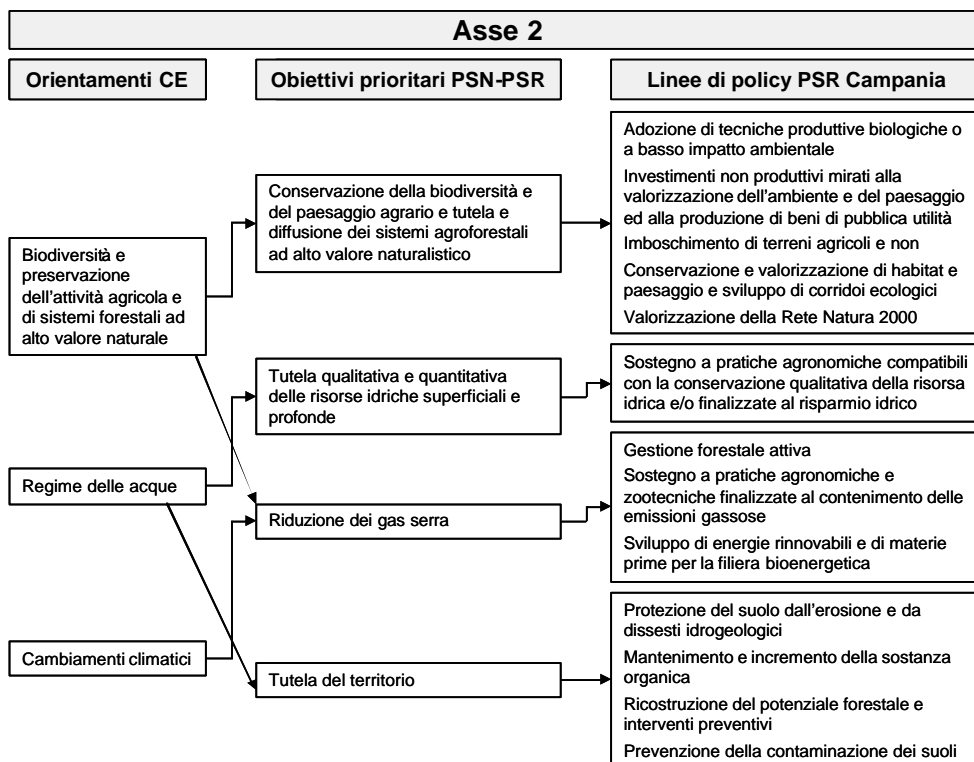 Asse 2
Orientamenti CE
Obiettivi prioritari PSN-PSR
Linee di policy PSR Campania
Biodiversità e
preservazione
dell'attività agricola e
di sistemi forestali ad
alto valore naturale
Regime delle acque
Cambiamenti climatici
Conservazione della biodiversità e
del paesaggio agrario e tutela e
diffusione dei sistemi agroforestali
ad alto valore naturalistico
Tutela qualitativa e quantitativa
delle risorse idriche superficiali e
profonde
Riduzione dei gas serra
Tutela del territorio
Adozione di tecniche produttive biologiche o
a basso impatto ambientale
Investimenti non produttivi mirati alla
valorizzazione dell'ambiente e del paesaggio
ed alla produzione di beni di pubblica utilità
Imboschimento di terreni agricoli e non
Conservazione e valorizzazione di habitat e
paesaggio e sviluppo di corridoi ecologici
Valorizzazione della Rete Natura 2000
Sostegno a pratiche agronomiche compatibili
con la conservazione qualitativa della risorsa
idrica e/o finalizzate al risparmio idrico
Gestione forestale attiva
Sostegno a pratiche agronomiche e
zootecniche finalizzate al contenimento delle
emissioni gassose
Sviluppo di energie rinnovabili e di materie
prime per la filiera bioenergetica
Protezione del suolo dall'erosione e da
dissesti idrogeologici
Mantenimento e incremento della sostanza
organica
Ricostruzione del potenziale forestale e
interventi preventivi
Prevenzione della contaminazione dei suoli